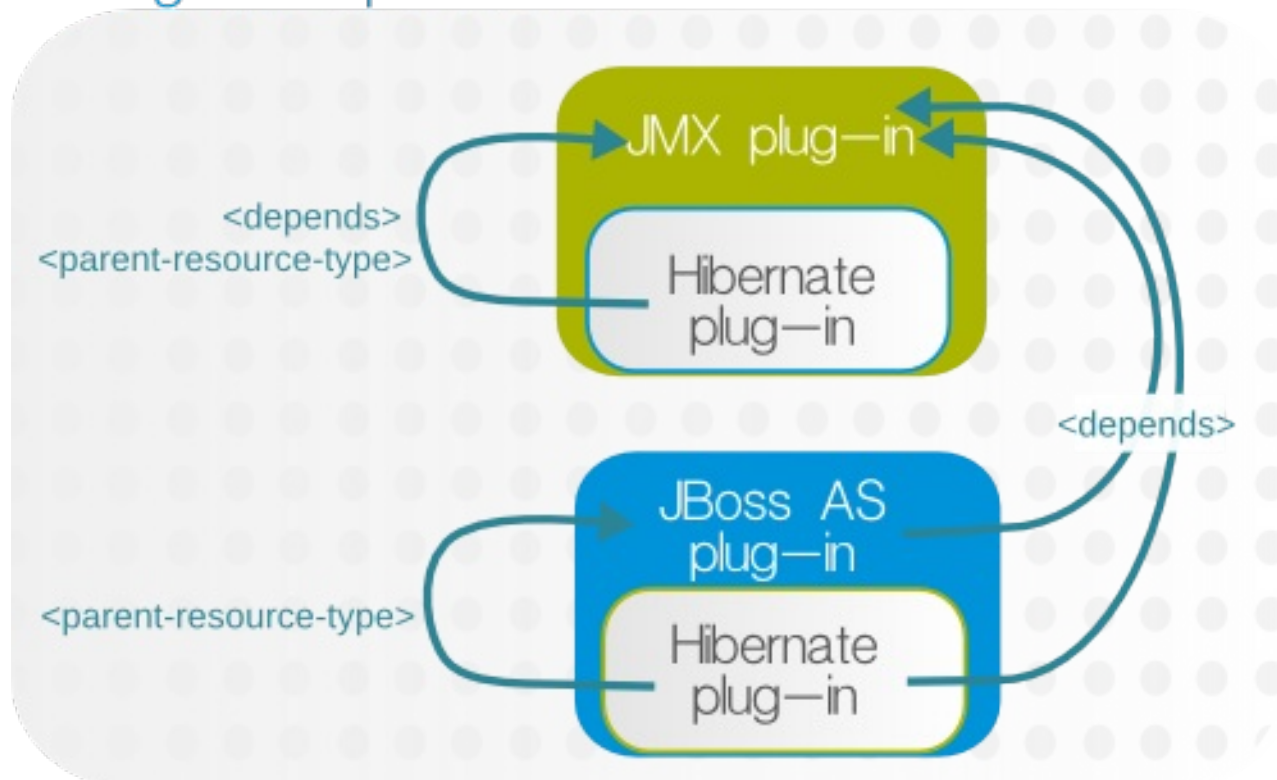 JMX plug—in
<depends>
<parent-resource-type>
Hibernate
plug—in
<depends>
JBoss AS
plug—in
<parent-resource-type>
Hibernate
plug—in